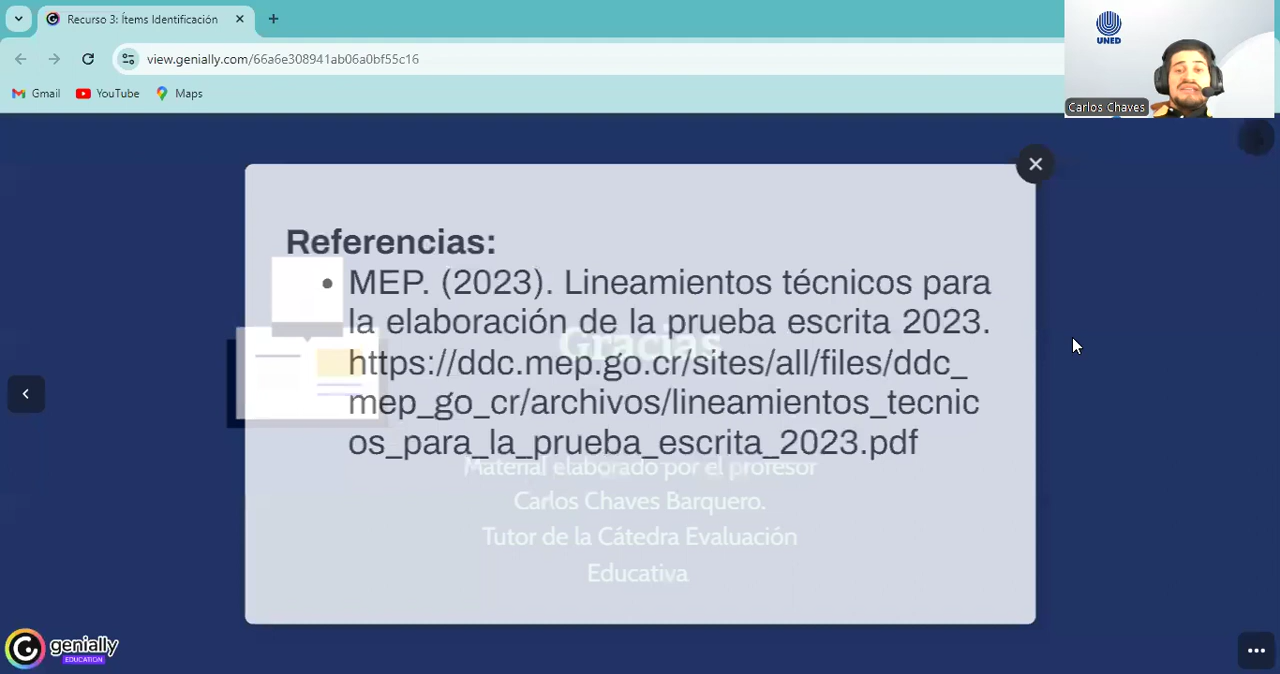 Recurso 3: Ítems Identificación
view.genially.com/66a6e308941ab06a0bf55c16
Gmail
YouTube
Maps
UNED
Carlos Chaves
Referencias:
• MEP. (2023). Lineamientos técnicos para
la elaboración de la prueba escrita 2023.
https://ddc.mep.go.cr/sites/all/files/ddc_
mep_go_cr/archivos/lineamientos_tecnic
os_para_la_prueba_escrita_2023.pdf
Gracias
Material elaborado por el profesor
Carlos Chaves Barquero.
Tutor de la Cátedra Evaluación
Educativa
genially
EDUCATION